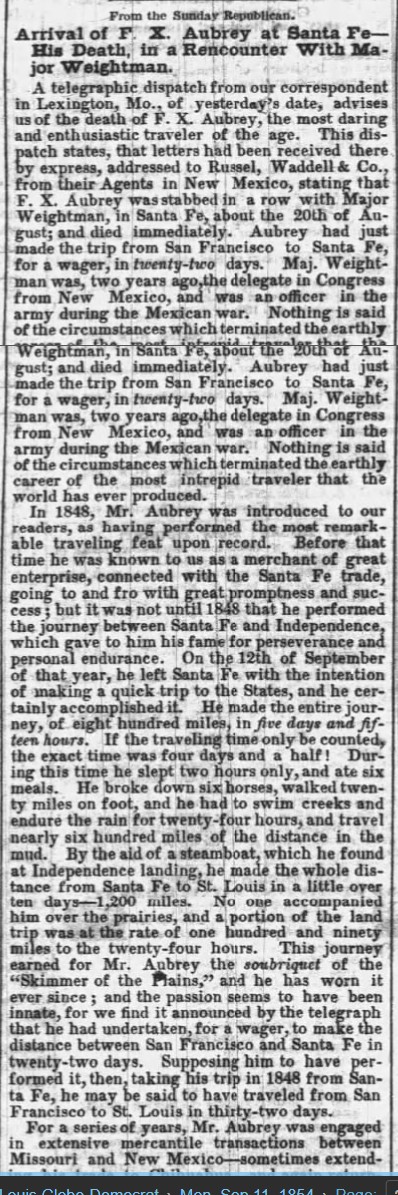 From the Sunday Republican.
Arrival of F. X. Aubrey at Santa Fe—
His Death, in a Rencounter With Ma-
jor Weightman.
A telegraphic dispatch from our correspondent
in Lexington, Mo., of yesterday's date, advises
us of the death of F. X. Aubrey, the most daring
and enthusiastic traveler of the age. This dis-
patch states, that letters had been received there
by express, addressed to Russel, Waddell & Co.,
from their Agents in New Mexico, stating that
F. X. Aubrey was stabbed in a row with Major
Weightman, in Santa Fe, about the 20th of Au-
gust; and died immediately. Aubrey had just
made the trip from San Francisco to Santa Fe,
for a wager, in twenty-two days. Maj. Weight-
man was, two years ago, the delegate in Congress
from New Mexico, and was an officer in the
army during the Mexican war. Nothing is said
of the circumstances which terminated the earthly
Weightman, in Santa Fe, about the 20th of Au-
gust; and died immediately. Aubrey had just
made the trip from San Francisco to Santa Fe,
for a wager, in twenty-two days. Maj. Weight-
man was, two years ago, the delegate in Congress
from New Mexico, and was an officer in the
army during the Mexican war. Nothing is said
of the circumstances which terminated the earthly
career of the most intrepid traveler that the
world has ever produced.
In 1848, Mr. Aubrey was introduced to our
readers, as having performed the most remark-
able traveling feat upon record. Before that
time he was known to us as a merchant of great
enterprise, connected with the Santa Fe trade,
going to and fro with great promptness and suc-
cess; but it was not until 1848 that he performed
the journey between Santa Fe and Independence,
which gave to him his fame for perseverance and
personal endurance. On the 12th of September
of that year, he left Santa Fe with the intention
of making a quick trip to the States, and he cer-
tainly accomplished it. He made the entire jour-
ney, of eight hundred miles, in five days and fif-
teen hours. If the traveling time only be counted,
the exact time was four days and a half! Dur-
ing this time he slept two hours only, and ate six
meals. He broke down six horses, walked twen-
ty miles on foot, and he had to swim creeks and
endure the rain for twenty-four hours, and travel
nearly six hundred miles of the distance in the
mud. By the aid of a steamboat, which he found
at Independence landing, he made the whole dis-
tance from Santa Fe to St. Louis in a little over
ten days—1,200 miles. No one accompanied
him over the prairies, and a portion of the land
trip was at the rate of one hundred and ninety
miles to the twenty-four hours. This journey
earned for Mr. Aubrey the soubriquet of the
"Skimmer of the Plains," and he has worn it
ever since; and the passion seems to have been
innate, for we find it announced by the telegraph
that he had undertaken, for a wager, to make the
distance between San Francisco and Santa Fe in
twenty-two days. Supposing him to have per-
formed it, then, taking his trip in 1848 from San-
ta Fe, he may be said to have traveled from San
Francisco to St. Louis in thirty-two days.
For a series of years, Mr. Aubrey was engaged
in extensive mercantile transactions between
Missouri and New Mexico—sometimes extend-
Louis Globe Democrat › Mon, Sep 11, 1854 › Page: